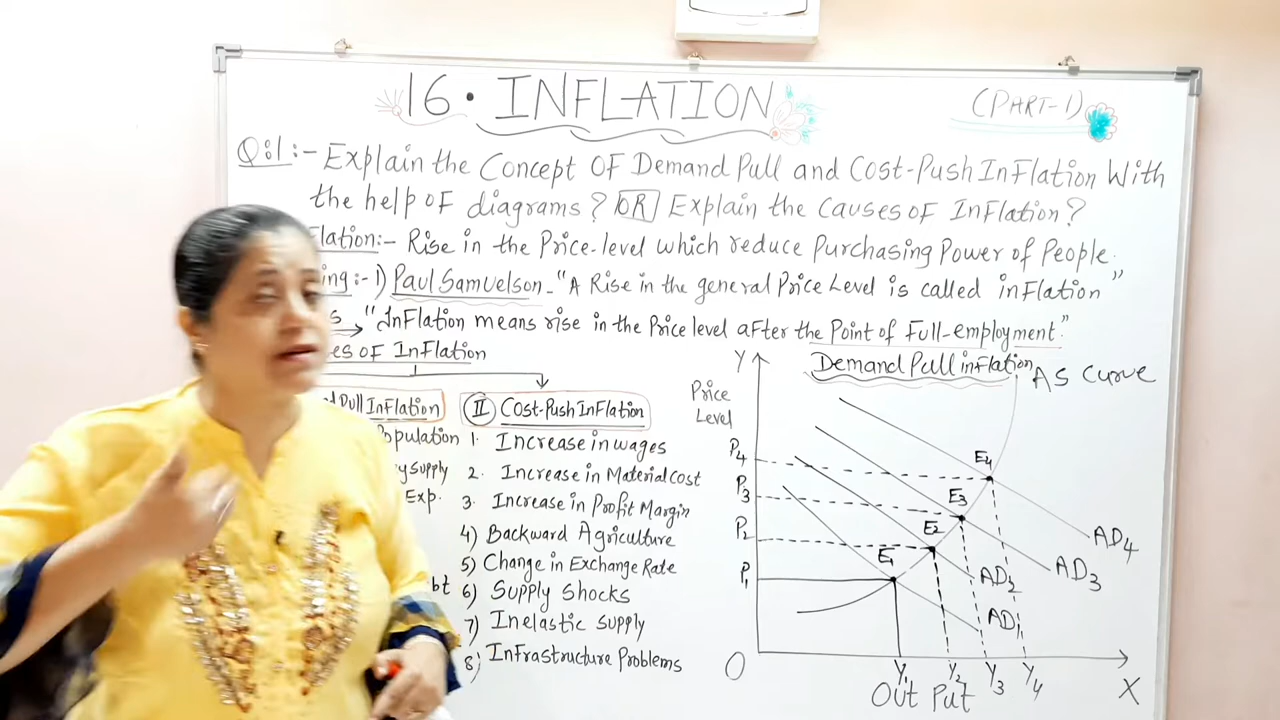 16. INFLATION
(PART-1)
Q:1:- Explain the Concept OF Demand Pull and Cost-Push InFlation With
the help OF diagrams? OR Explain the Causes OF InFlation?
Flation:- Rise in the Price-level which reduce Purchasing Power of People.
ing:- 1) Paul Samuelson- "A Rise in the general Price Level is called inflation"
s "InFlation means rise in the Price level aFter the Point of Full-employment."
es OF InFlation
d Pull InFlation
opulation
y supply
Exp.
bt
II Cost-Push InFlation
1. Increase in wages
2. Increase in Material Cost
3. Increase in Profit Margin
4) Backward Agriculture
5) Change in Exchange Rate
6) Supply Shocks
7) Inelastic supply
8) Infrastructure Problems
Demand Pull inflation
AS Curve
Y
Price
Level
P4
P3
P2
P1
E4
E3
E2
E1
AD4
AD3
AD2
AD1
O
Y1 Y2 Y3 Y4
X
Out Put